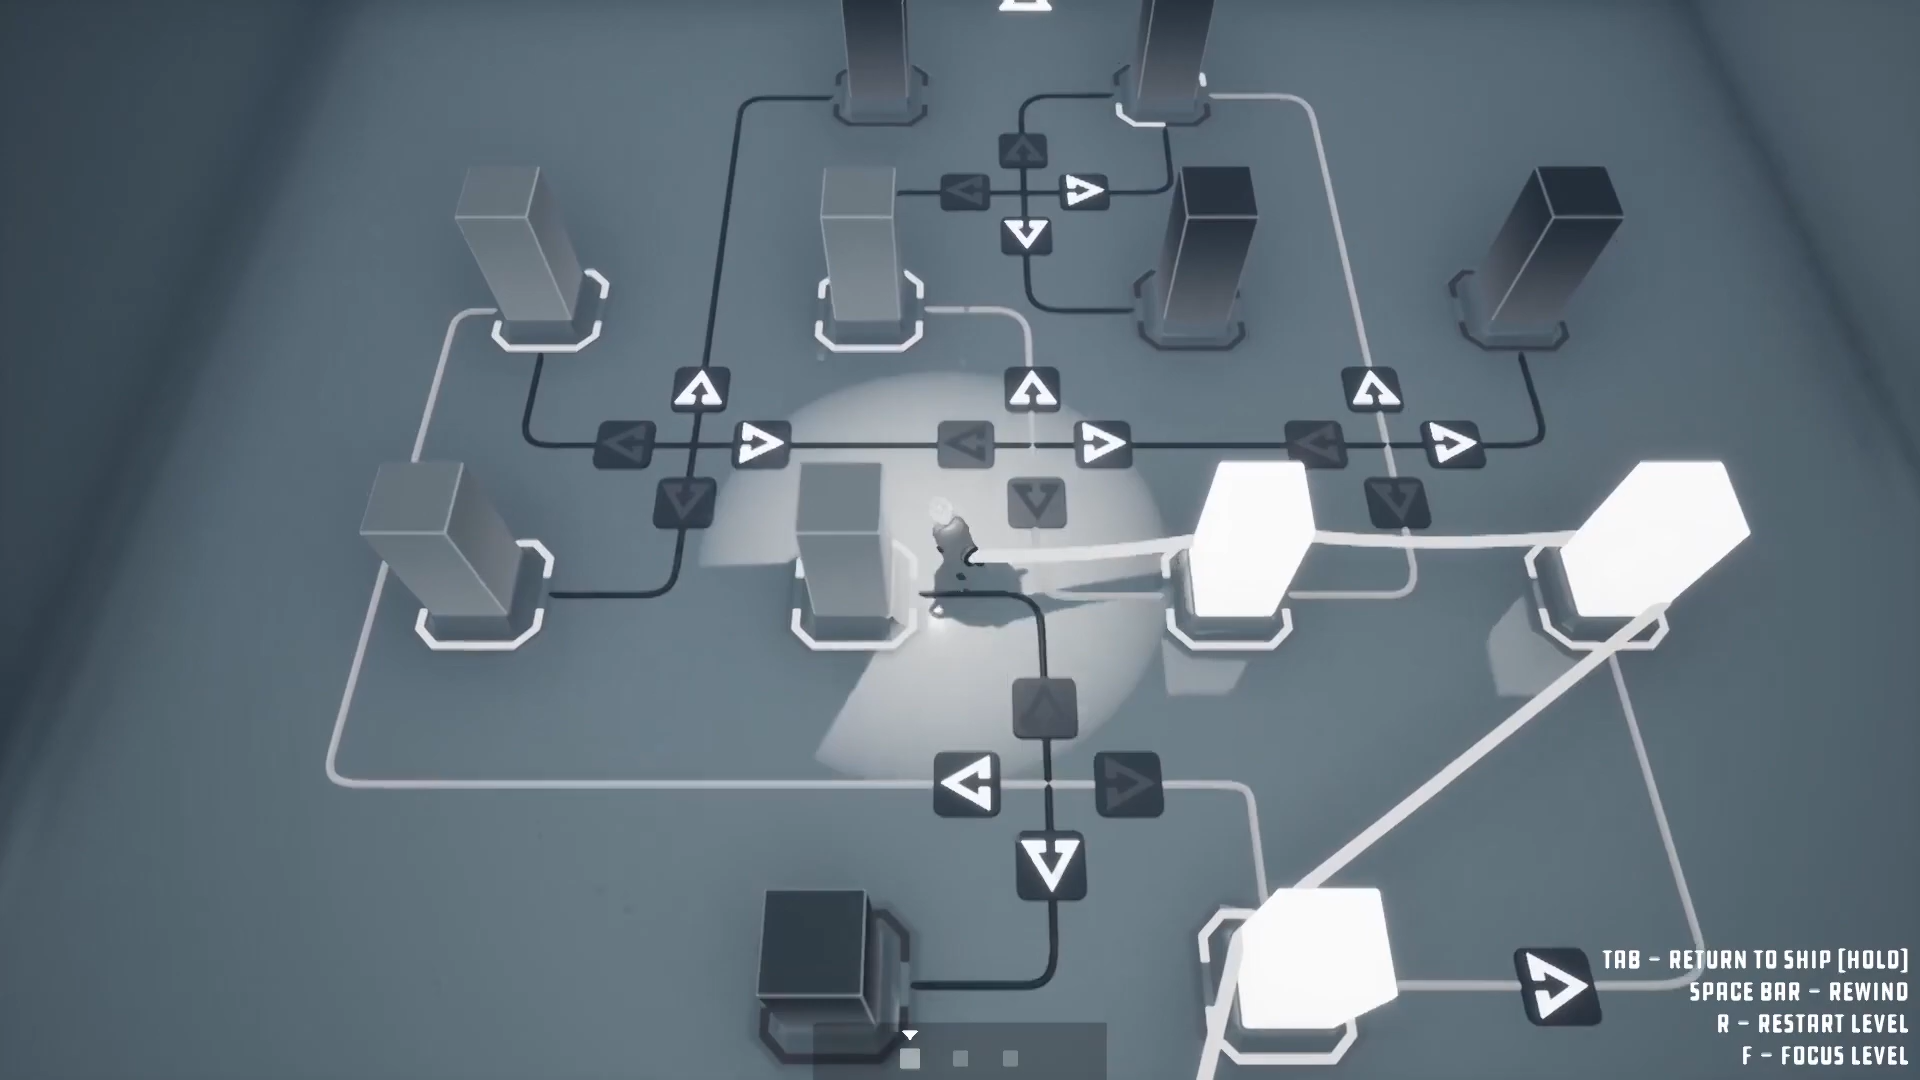 TAB - RETURN TO SHIP [HOLD]
SPACE BAR - REWIND
R - RESTART LEVEL
F - FOCUS LEVEL